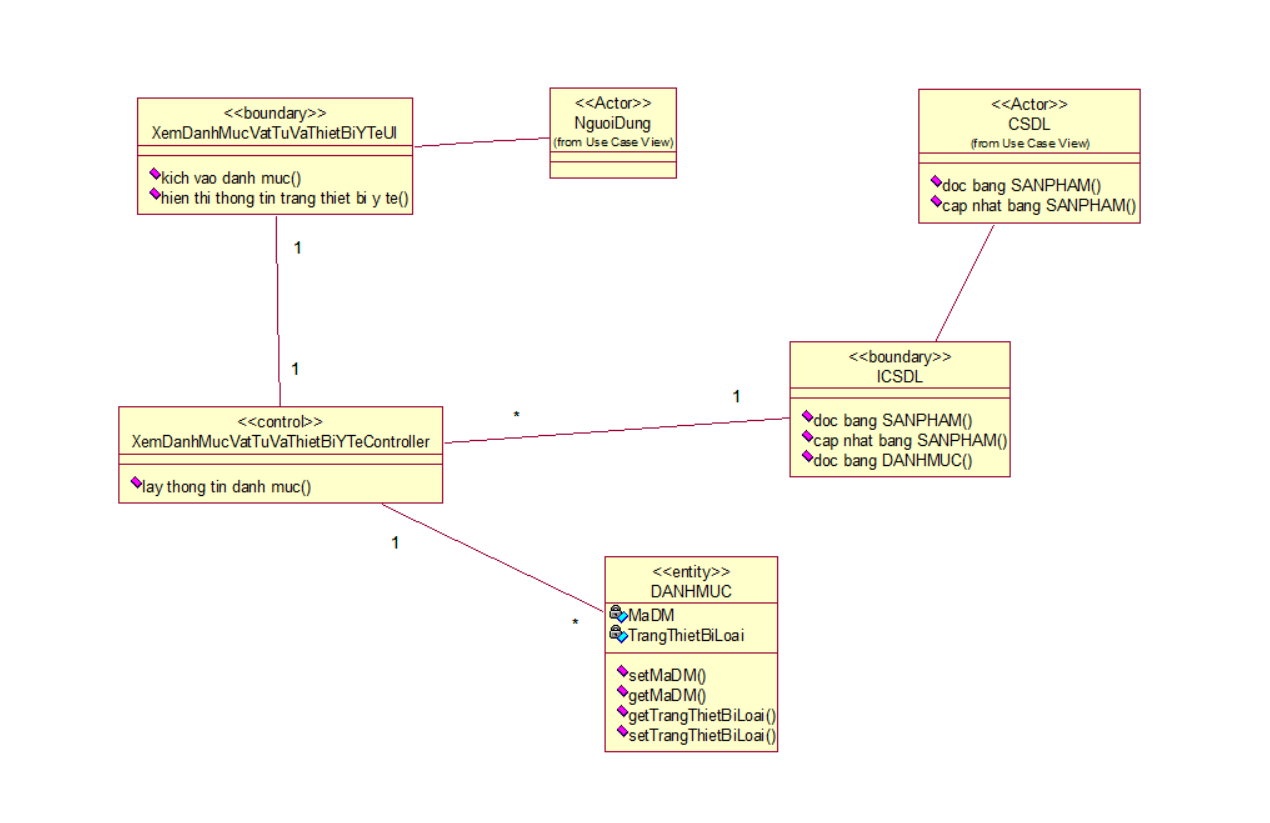 <<boundary>>
XemDanhMucVatTuVaThietBiYTeUI
kich vao danh muc()
hien thi thong tin trang thiet bi y te()
<<Actor>>
NguoiDung
(from Use Case View)
<<Actor>>
CSDL
(from Use Case View)
doc bang SANPHAM()
cap nhat bang SANPHAM()
1
1
<<control>>
XemDanhMucVatTuVaThietBiYTeController
lay thong tin danh muc()
*
1
<<boundary>>
ICSDL
doc bang SANPHAM()
cap nhat bang SANPHAM()
doc bang DANHMUC()
1
*
<<entity>>
DANHMUC
MaDM
TrangThietBiLoai
setMaDM()
getMaDM()
getTrangThietBiLoai()
setTrangThietBiLoai()